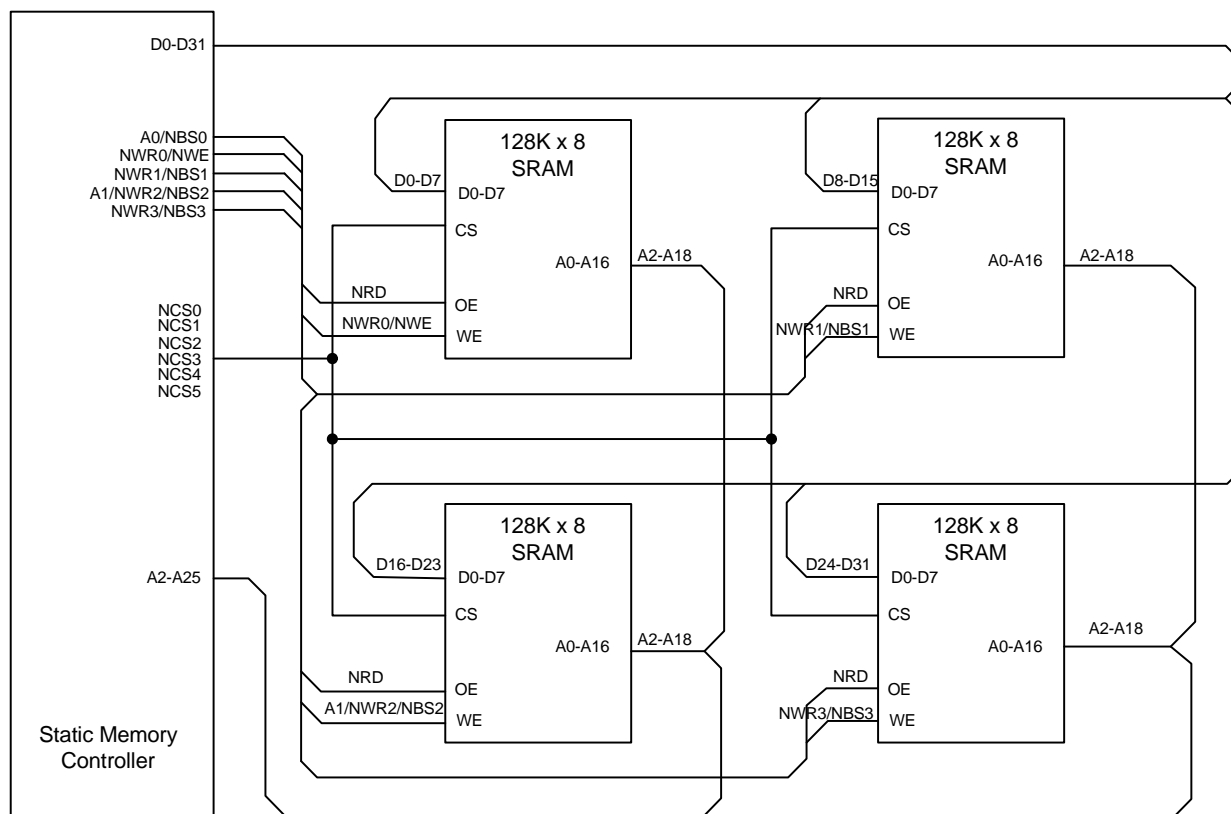 D0-D31
A0/NBS0
NWR0/NWE
NWR1/NBS1
A1/NWR2/NBS2
NWR3/NBS3
NCS0
NCS1
NCS2
NCS3
NCS4
NCS5
A2-A25
Static Memory
Controller
128K x 8
SRAM
D0-D7
D0-D7
CS
A0-A16
A2-A18
NRD
OE
NWR0/NWE
WE
128K x 8
SRAM
D8-D15
D0-D7
CS
A0-A16
A2-A18
NRD
OE
NWR1/NBS1
WE
128K x 8
SRAM
D16-D23
D0-D7
CS
A0-A16
A2-A18
NRD
OE
A1/NWR2/NBS2
WE
128K x 8
SRAM
D24-D31
D0-D7
CS
A0-A16
A2-A18
NRD
OE
NWR3/NBS3
WE